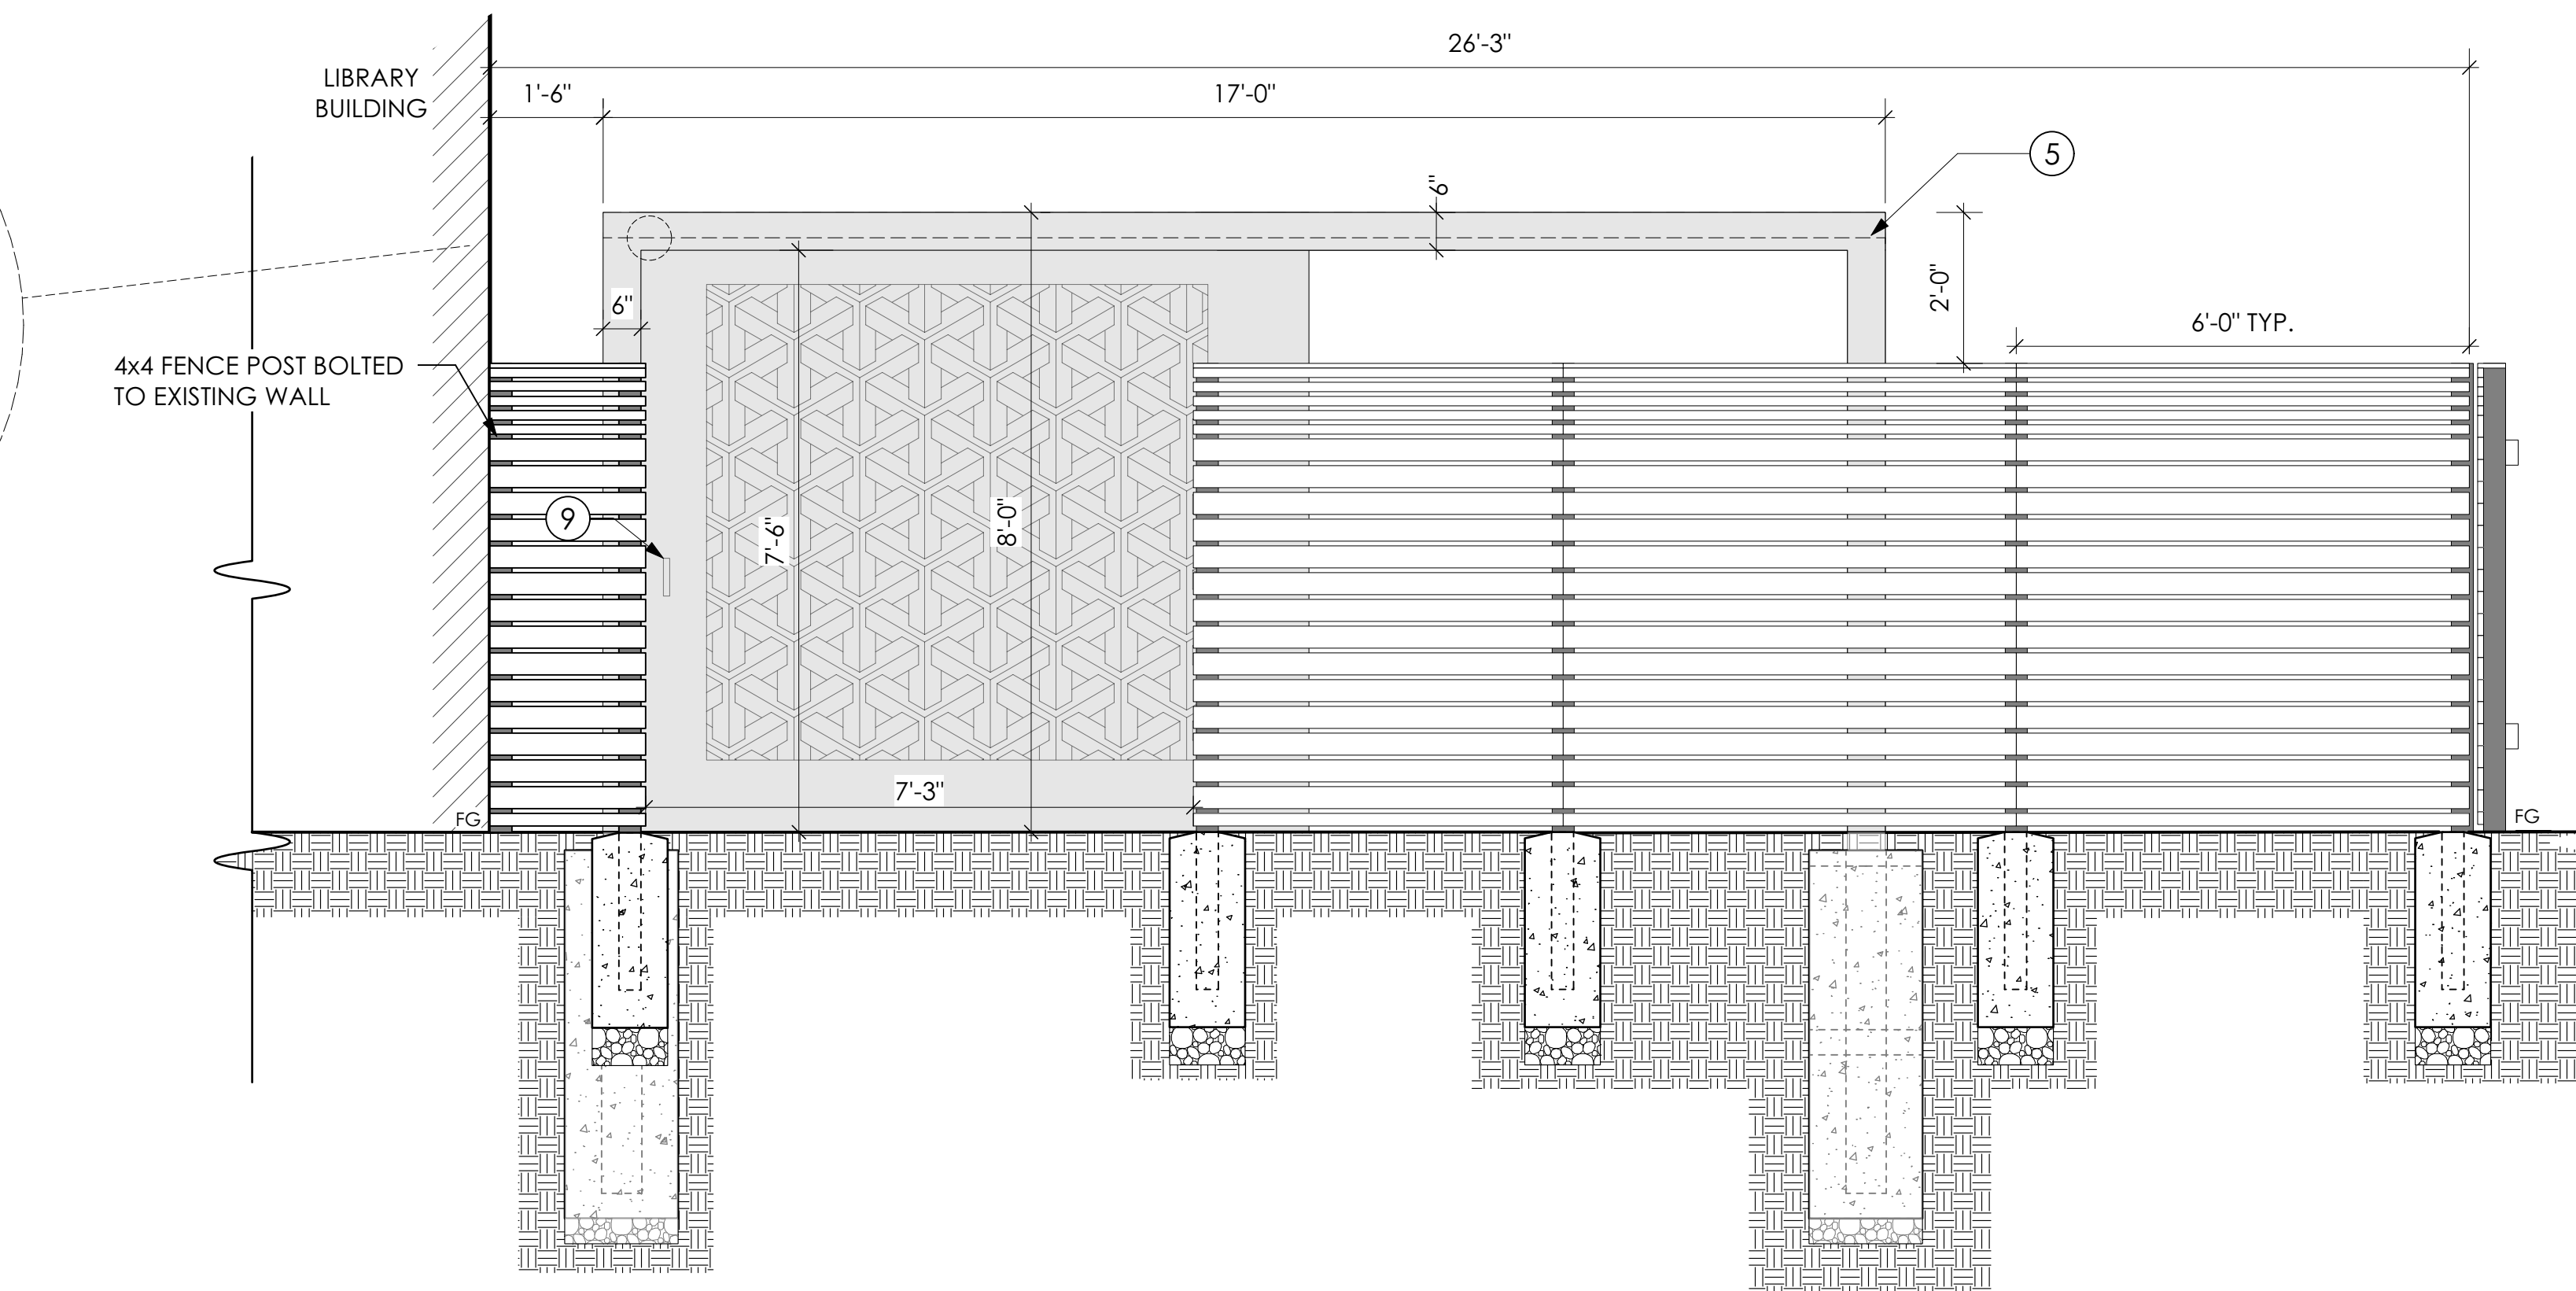 26'-3"
LIBRARY
BUILDING
1'-6"
17'-0"
5
6"
2'-0"
6"
6'-0" TYP.
4x4 FENCE POST BOLTED
TO EXISTING WALL
9
7'-6"
8'-0"
7'-3"
FG
FG